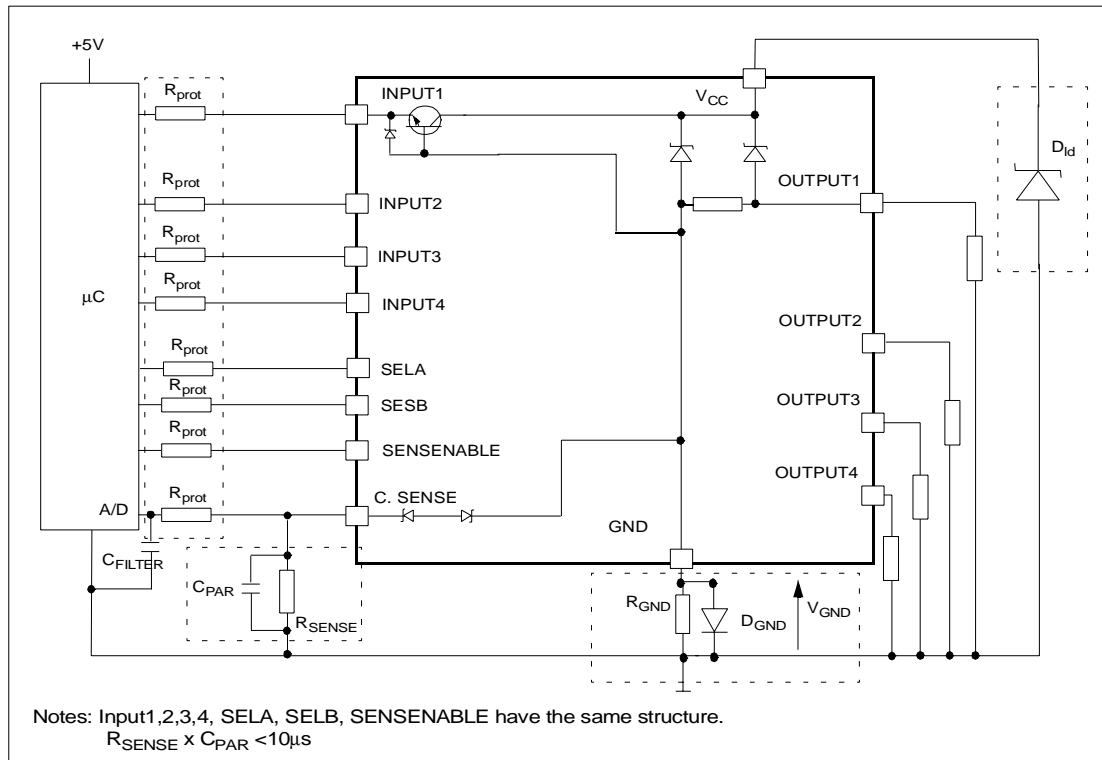 +5V
µC
A/D
Rprot
Rprot
Rprot
Rprot
Rprot
Rprot
Rprot
Rprot
INPUT1
INPUT2
INPUT3
INPUT4
SELA
SESB
SENSENABLE
C. SENSE
VCC
OUTPUT1
OUTPUT2
OUTPUT3
OUTPUT4
GND
Dld
CFILTER
CPAR
RSENSE
RGND
DGND
VGND
Notes: Input1,2,3,4, SELA, SELB, SENSENABLE have the same structure.
RSENSE x CPAR <10µs